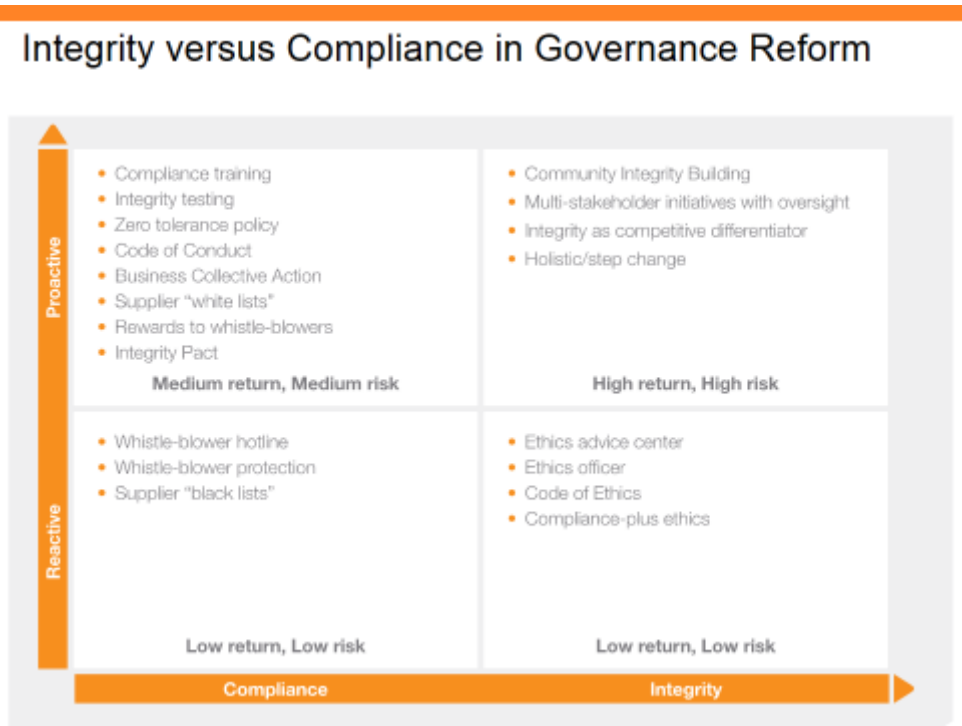 Integrity versus Compliance in Governance Reform
Proactive
• Compliance training
• Integrity testing
• Zero tolerance policy
• Code of Conduct
• Business Collective Action
• Supplier “white lists”
• Rewards to whistle-blowers
• Integrity Pact
Medium return, Medium risk
• Community Integrity Building
• Multi-stakeholder initiatives with oversight
• Integrity as competitive differentiator
• Holistic/step change
High return, High risk
Reactive
• Whistle-blower hotline
• Whistle-blower protection
• Supplier “black lists”
Low return, Low risk
• Ethics advice center
• Ethics officer
• Code of Ethics
• Compliance-plus ethics
Low return, Low risk
Compliance
Integrity